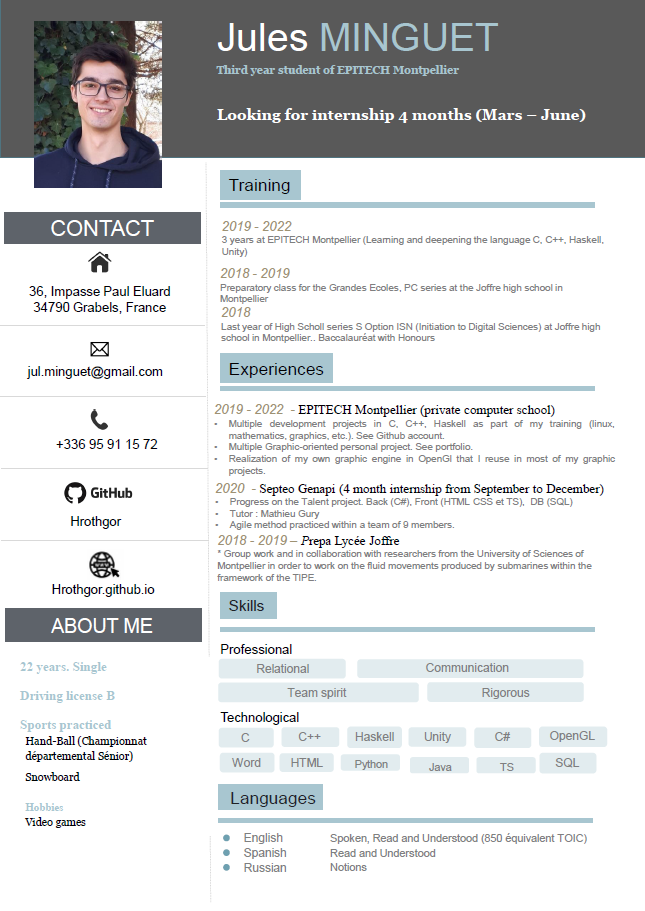 Jules MINGUET
Third year student of EPITECH Montpellier
Looking for internship 4 months (Mars – June)
CONTACT
36, Impasse Paul Eluard
34790 Grabels, France
jul.minguet@gmail.com
+336 95 91 15 72
GitHub
Hrothgor
Hrothgor.github.io
ABOUT ME
22 years. Single
Driving license B
Sports practiced
Hand-Ball (Championnat
départemental Sénior)
Snowboard
Hobbies
Video games
Training
2019 - 2022
3 years at EPITECH Montpellier (Learning and deepening the language C, C++, Haskell,
Unity)
2018 - 2019
Preparatory class for the Grandes Ecoles, PC series at the Joffre high school in
Montpellier
2018
Last year of High Scholl series S Option ISN (Initiation to Digital Sciences) at Joffre high
school in Montpellier.. Baccalauréat with Honours
Experiences
2019 - 2022 - EPITECH Montpellier (private computer school)
• Multiple development projects in C, C++, Haskell as part of my training (linux,
mathematics, graphics, etc.). See Github account.
• Multiple Graphic-oriented personal project. See portfolio.
• Realization of my own graphic engine in OpenGl that I reuse in most of my graphic
projects.
2020 - Septeo Genapi (4 month internship from September to December)
• Progress on the Talent project. Back (C#), Front (HTML CSS et TS), DB (SQL)
• Tutor : Mathieu Gury
• Agile method practiced within a team of 9 members.
2018 - 2019 – Prepa Lycée Joffre
* Group work and in collaboration with researchers from the University of Sciences of
Montpellier in order to work on the fluid movements produced by submarines within the
framework of the TIPE.
Skills
Professional
Relational Communication
Team spirit Rigorous
Technological
C C++ Haskell Unity C# OpenGL
Word HTML Python Java TS SQL
Languages
• English Spoken, Read and Understood (850 équivalent TOIC)
• Spanish Read and Understood
• Russian Notions